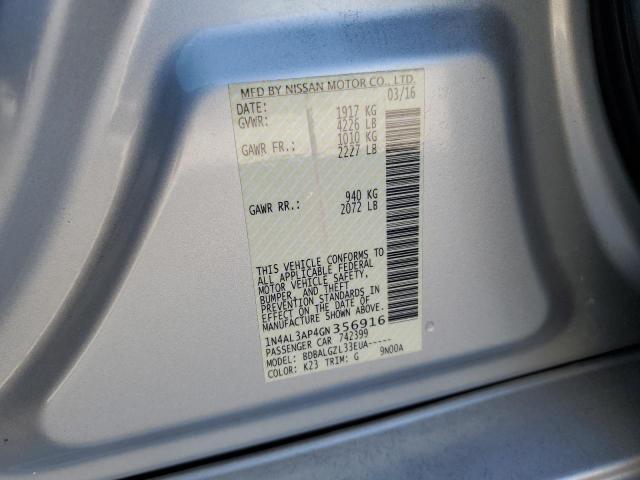 MFD BY NISSAN MOTOR CO., LTD.
DATE: 03/16
GVWR: 1917 KG
4226 LB
GAWR FR.: 1010 KG
2227 LB
GAWR RR.: 940 KG
2072 LB
THIS VEHICLE CONFORMS TO
ALL APPLICABLE FEDERAL
MOTOR VEHICLE SAFETY,
BUMPER, AND THEFT
PREVENTION STANDARDS IN
EFFECT ON THE DATE OF
MANUFACTURE SHOWN ABOVE.
1N4AL3AP4GN356916
PASSENGER CAR 742399
MODEL: BDBALGZL33EUA-----
COLOR: K23 TRIM: G 9N00A